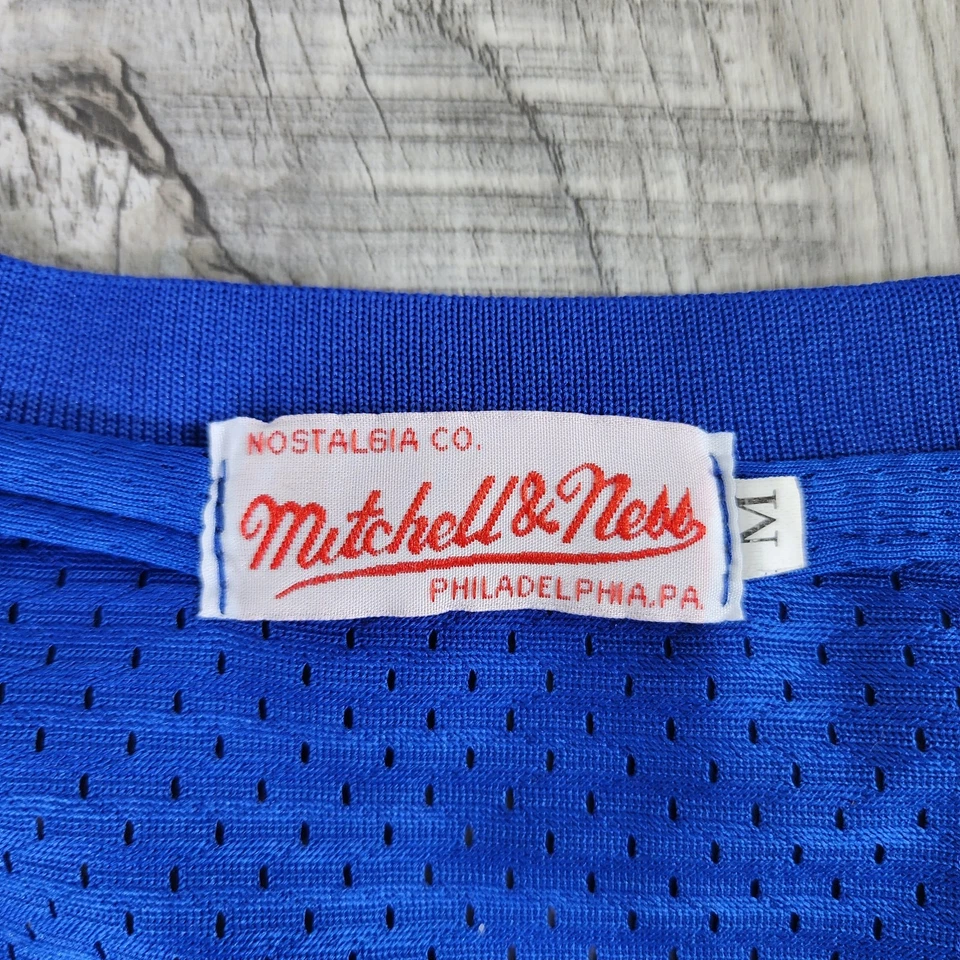 NOSTALGIA CO.
Mitchell & Ness
PHILADELPHIA, PA.
M